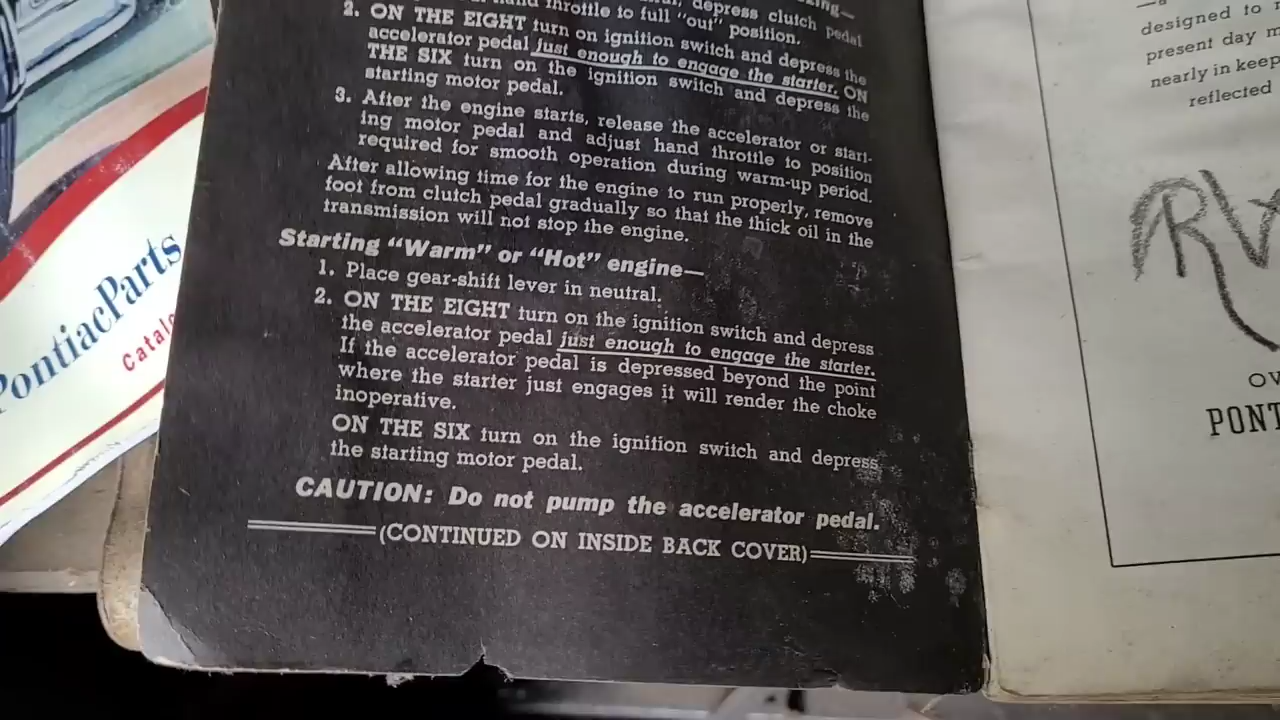 depress clutch pedal
throttle to full "out" position.
2. ON THE EIGHT turn on ignition switch and depress the
accelerator pedal just enough to engage the starter. ON
THE SIX turn on the ignition switch and depress the
starting motor pedal.
3. After the engine starts, release the accelerator or start-
ing motor pedal and adjust hand throttle to position
required for smooth operation during warm-up period.
After allowing time for the engine to run properly, remove
foot from clutch pedal gradually so that the thick oil in the
transmission will not stop the engine.
Starting "Warm" or "Hot" engine—
1. Place gear-shift lever in neutral.
2. ON THE EIGHT turn on the ignition switch and depress
the accelerator pedal just enough to engage the starter.
If the accelerator pedal is depressed beyond the point
where the starter just engages it will render the choke
inoperative.
ON THE SIX turn on the ignition switch and depress
the starting motor pedal.
CAUTION: Do not pump the accelerator pedal.
(CONTINUED ON INSIDE BACK COVER)
Pontiac Parts
designed to
present day
nearly in
reflected